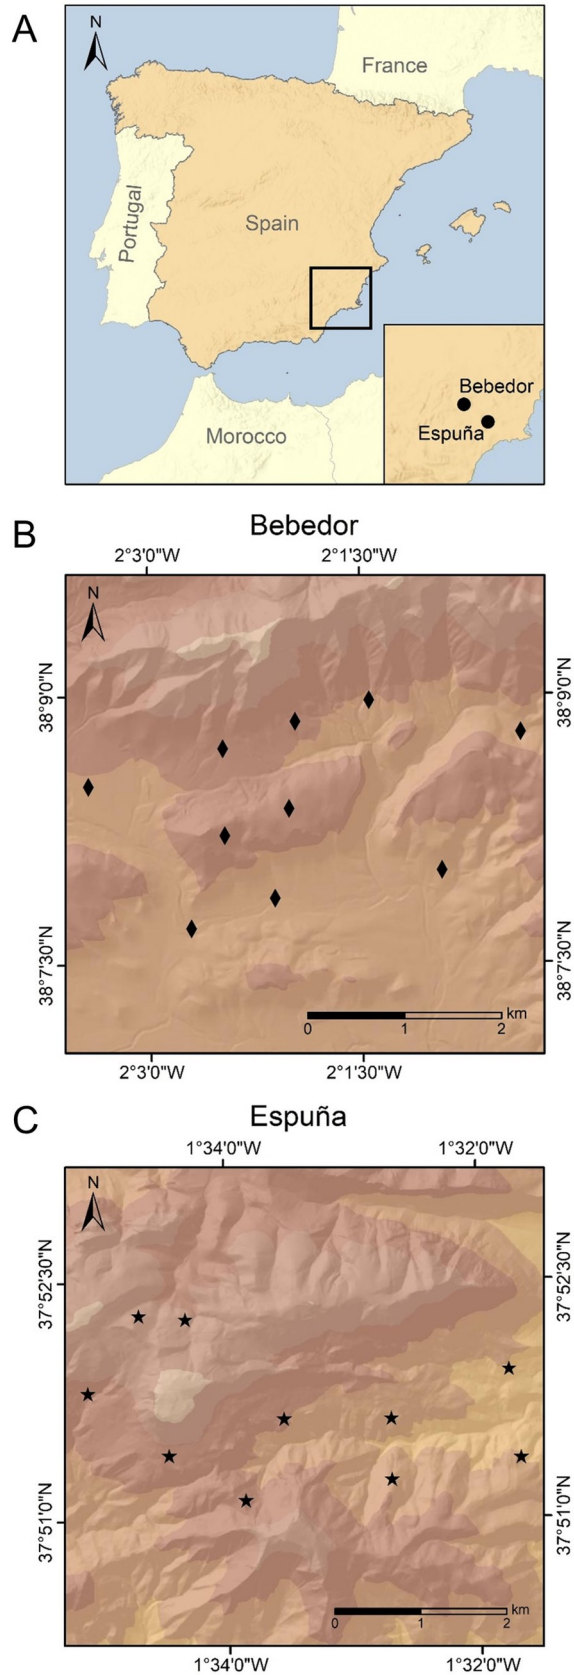 A
N
France
Portugal
Spain
Bebedor
Espuña
Morocco
B
Bebedor
2°3'0"W
2°1'30"W
N
38°9'0"N
38°9'0"N
38°7'30"N
38°7'30"N
km
0
1
2
2°3'0"W
2°1'30"W
C
Espuña
1°34'0"W
1°32'0"W
N
37°52'30"N
37°52'30"N
37°51'0"N
37°51'0"N
km
0
1
2
1°34'0"W
1°32'0"W